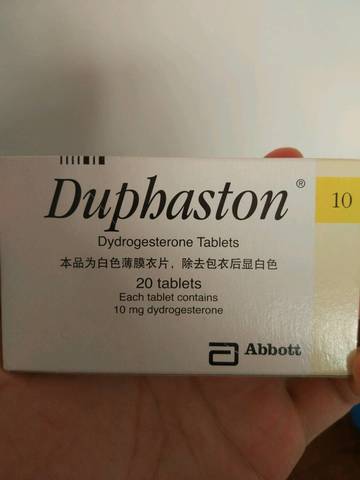 Duphaston®
10
Dydrogesterone Tablets
本品为白色薄膜衣片，除去包衣后显白色
20 tablets
Each tablet contains
10 mg dydrogesterone
Abbott